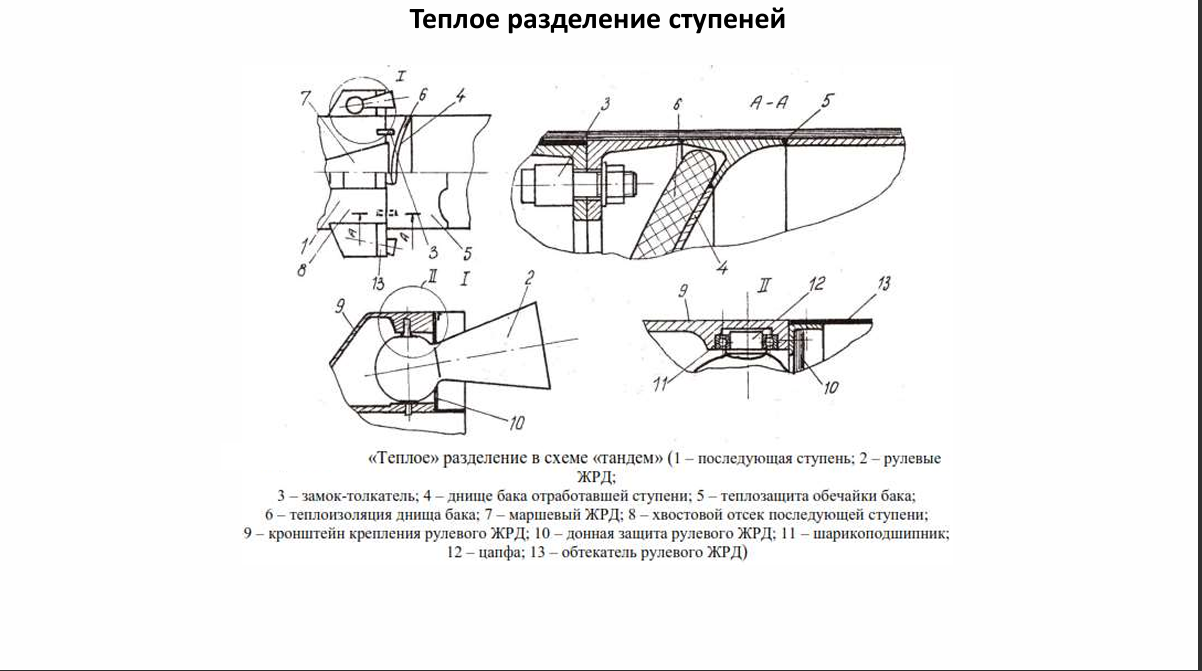 Теплое разделение ступеней
I
7
6
4
3
6
А-А
5
1
8
А
А
13
3
5
4
II
I
2
9
10
9
II
12
13
11
10
«Теплое» разделение в схеме «тандем» (1 – последующая ступень; 2 – рулевые
ЖРД;
3 – замок-толкатель; 4 – днище бака отработавшей ступени; 5 – теплозащита обечайки бака;
6 – теплоизоляция днища бака; 7 – маршевый ЖРД; 8 – хвостовой отсек последующей ступени;
9 – кронштейн крепления рулевого ЖРД; 10 – донная защита рулевого ЖРД; 11 – шарикоподшипник;
12 – цапфа; 13 – обтекатель рулевого ЖРД)